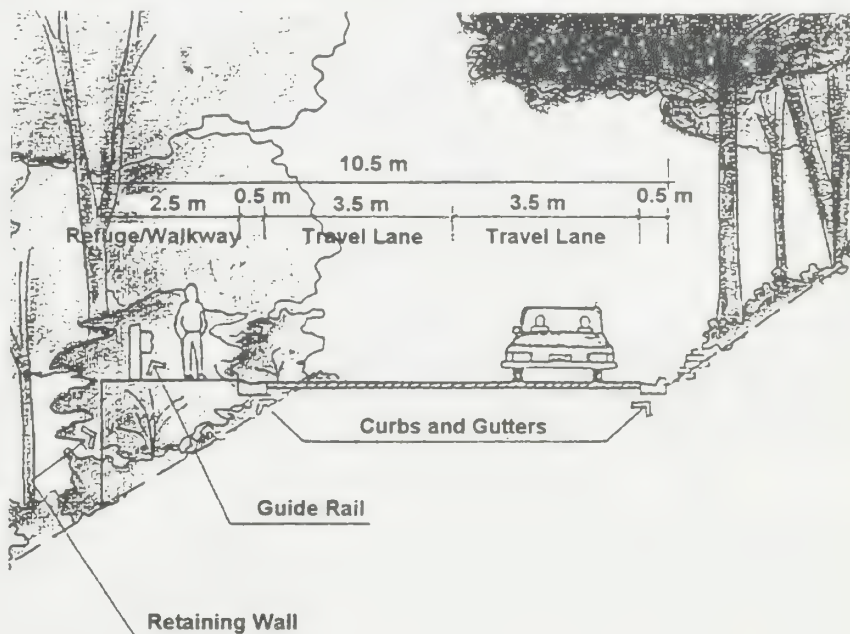 10.5 m
2.5 m 0.5 m 3.5 m 3.5 m 0.5 m
Refuge/Walkway Travel Lane Travel Lane
Curbs and Gutters
Guide Rail
Retaining Wall